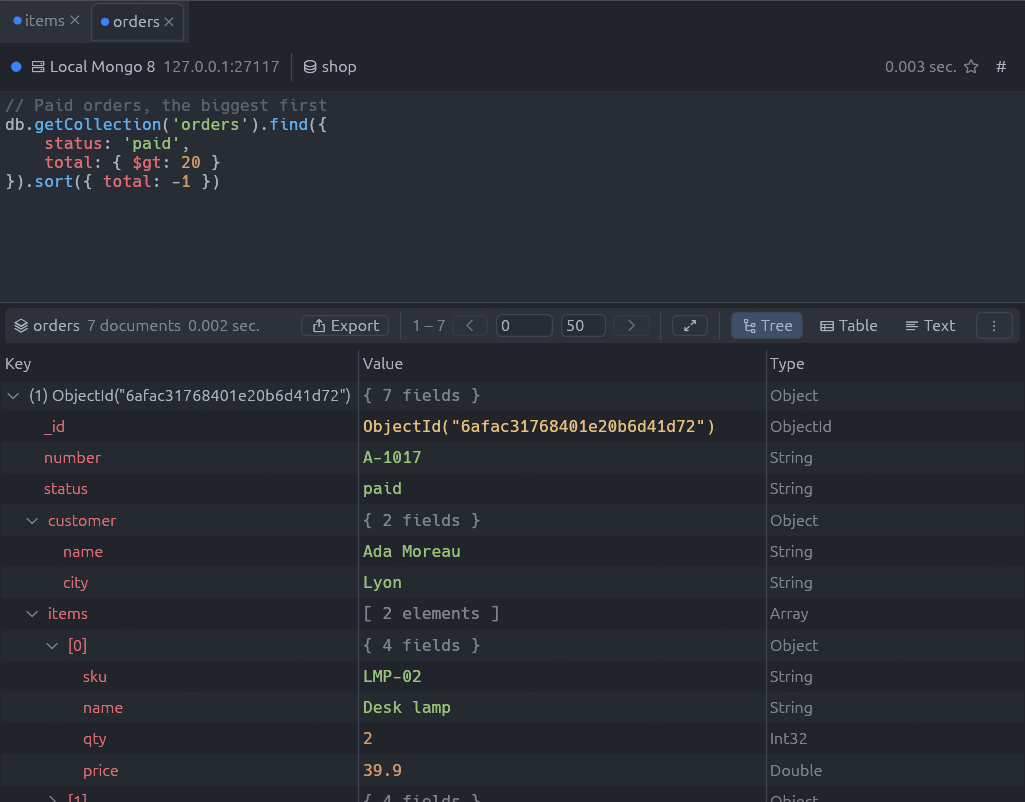 items ×
orders ×
Local Mongo 8 127.0.0.1:27117 shop 0.003 sec. #
// Paid orders, the biggest first
db.getCollection('orders').find({
    status: 'paid',
    total: { $gt: 20 }
}).sort({ total: -1 })
orders 7 documents 0.002 sec. Export 1 – 7 0 50 Tree Table Text
Key Value Type
(1) ObjectId("6afac31768401e20b6d41d72") { 7 fields } Object
_id ObjectId("6afac31768401e20b6d41d72") ObjectId
number A-1017 String
status paid String
customer { 2 fields } Object
name Ada Moreau String
city Lyon String
items [ 2 elements ] Array
[0] { 4 fields } Object
sku LMP-02 String
name Desk lamp String
qty 2 Int32
price 39.9 Double
[1] { 4 fields } Object